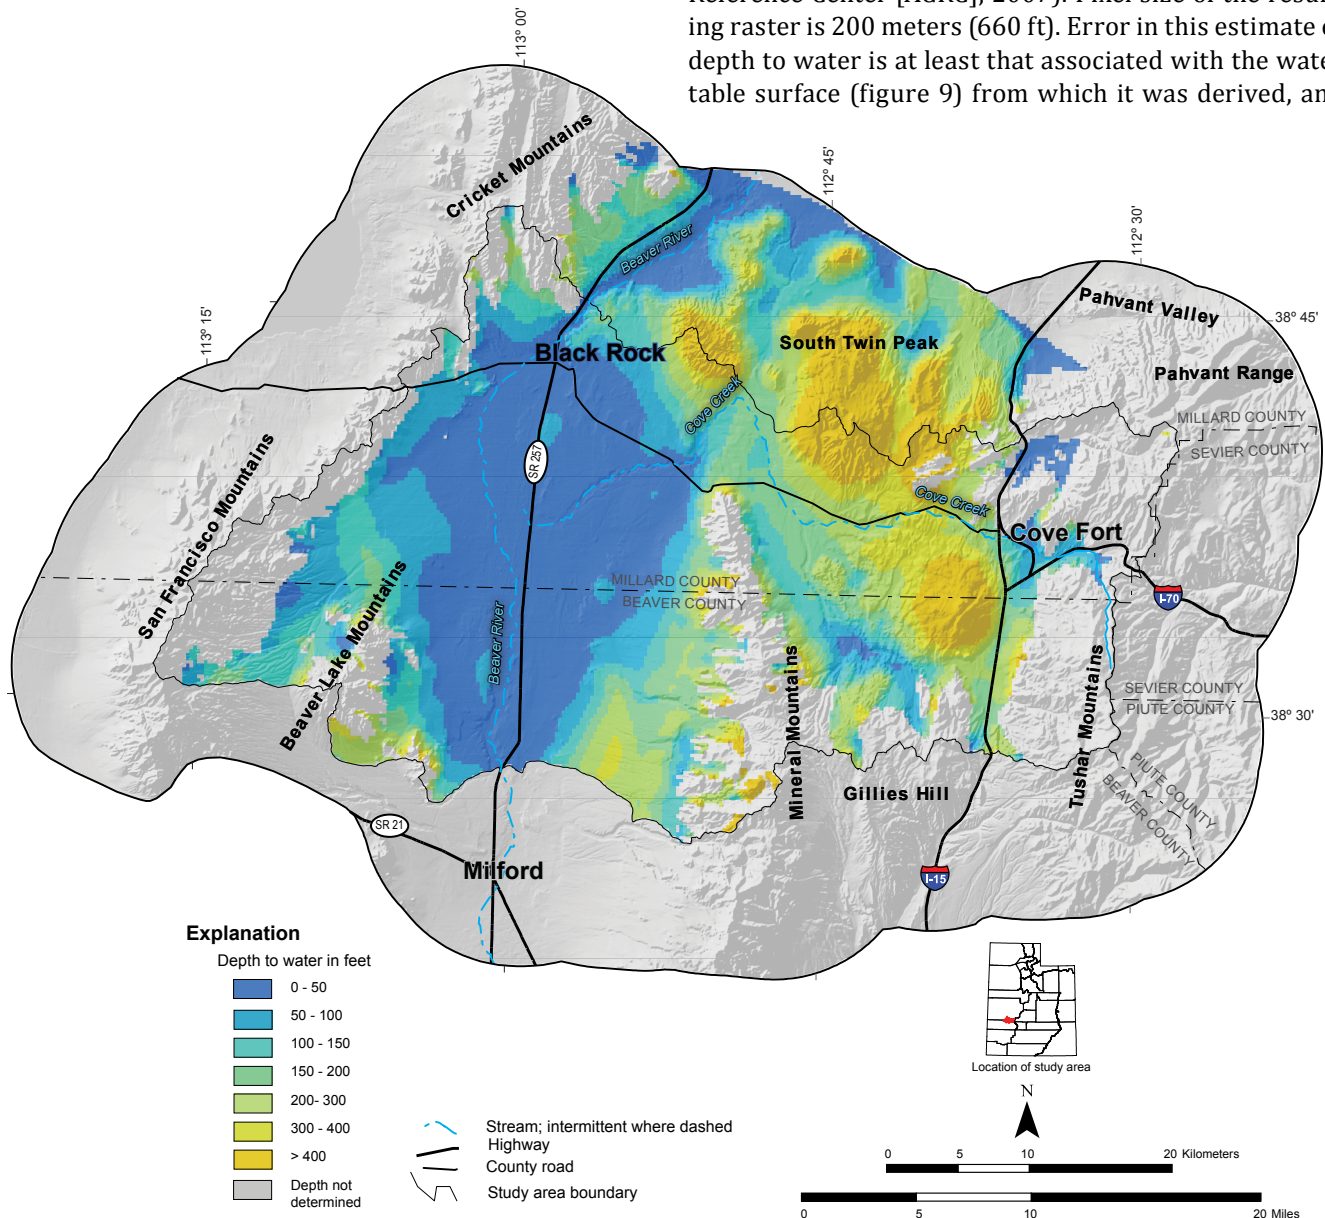 ing raster is 200 meters (660 ft). Error in this estimate
depth to water is at least that associated with the
table surface (figure 9) from which it was derived,
113° 00'
112° 45'
112° 30'
113° 15'
38° 45'
38° 30'
Cricket Mountains
Beaver River
Pahvant Valley
South Twin Peak
Black Rock
Pahvant Range
Cove Creek
MILLARD COUNTY
SEVIER COUNTY
SR 257
San Francisco Mountains
Cove Creek
Cove Fort
MILLARD COUNTY
BEAVER COUNTY
I-70
Beaver Lake Mountains
Beaver River
Mineral Mountains
Tushar Mountains
SEVIER COUNTY
PIUTE COUNTY
PIUTE COUNTY
BEAVER COUNTY
Gillies Hill
SR 21
Milford
I-15
Explanation
Depth to water in feet
0 - 50
50 - 100
100 - 150
150 - 200
200- 300
300 - 400
> 400
Depth not
determined
Stream; intermittent where dashed
Highway
County road
Study area boundary
Location of study area
N
0 5 10 20 Kilometers
0 5 10 20 Miles